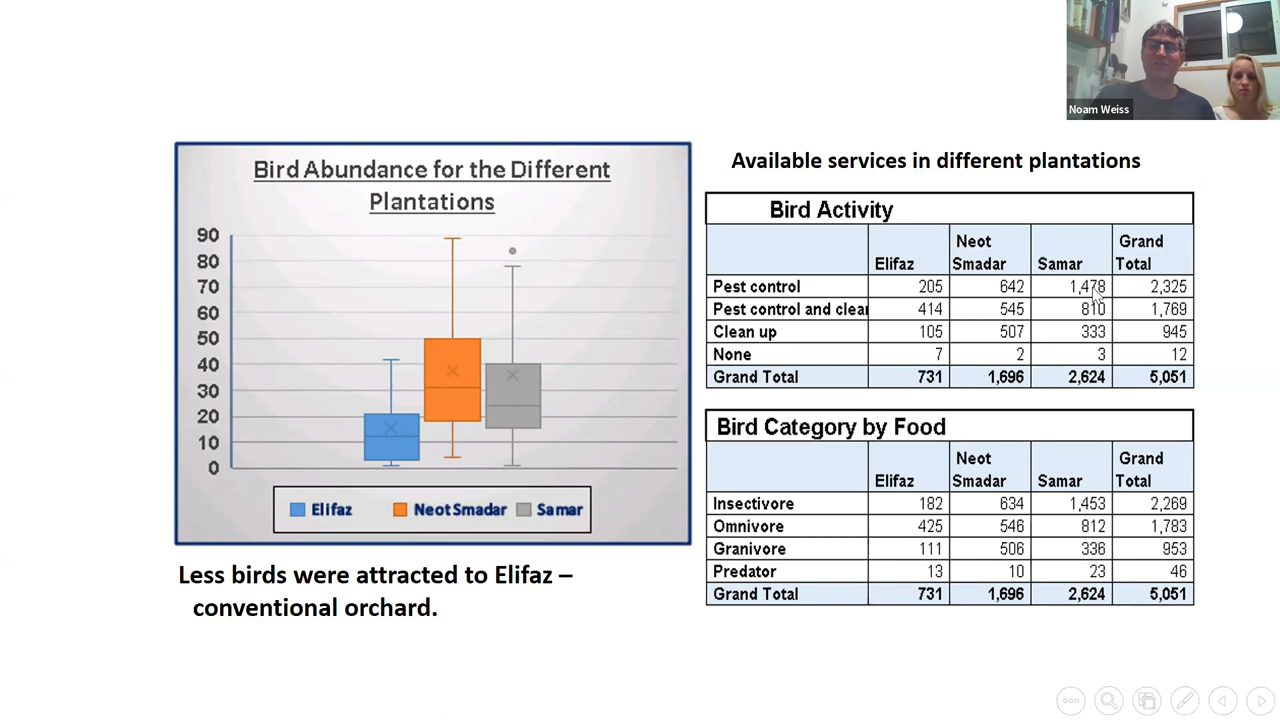 Noam Weiss
Bird Abundance for the Different
Plantations
90
80
70
60
50
40
30
20
10
0
Elifaz Neot Smadar Samar
Less birds were attracted to Elifaz –
conventional orchard.
Available services in different plantations
Bird Activity
Elifaz Neot Smadar Samar Grand Total
Pest control 205 642 1,478 2,325
Pest control and clear 414 545 810 1,769
Clean up 105 507 333 945
None 7 2 3 12
Grand Total 731 1,696 2,624 5,051
Bird Category by Food
Elifaz Neot Smadar Samar Grand Total
Insectivore 182 634 1,453 2,269
Omnivore 425 546 812 1,783
Granivore 111 506 336 953
Predator 13 10 23 46
Grand Total 731 1,696 2,624 5,051